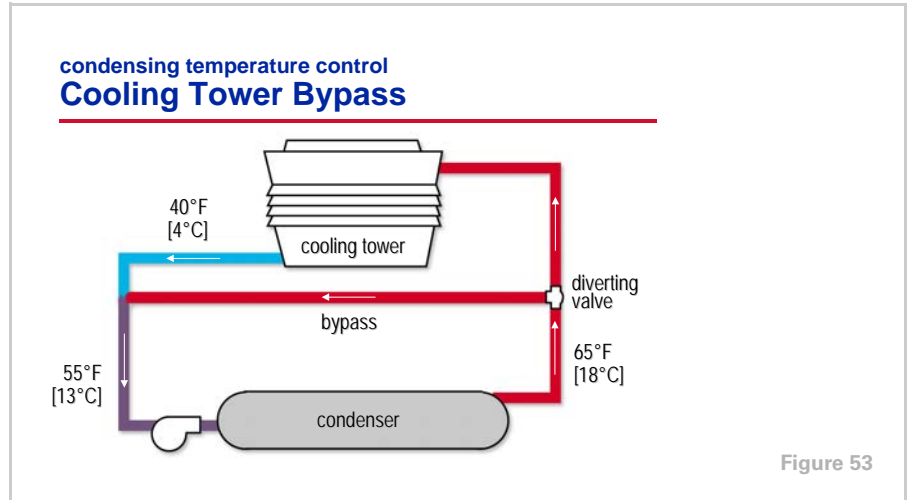 condensing temperature control
Cooling Tower Bypass
40°F
[4°C]
cooling tower
diverting
valve
bypass
65°F
[18°C]
55°F
[13°C]
condenser
Figure 53